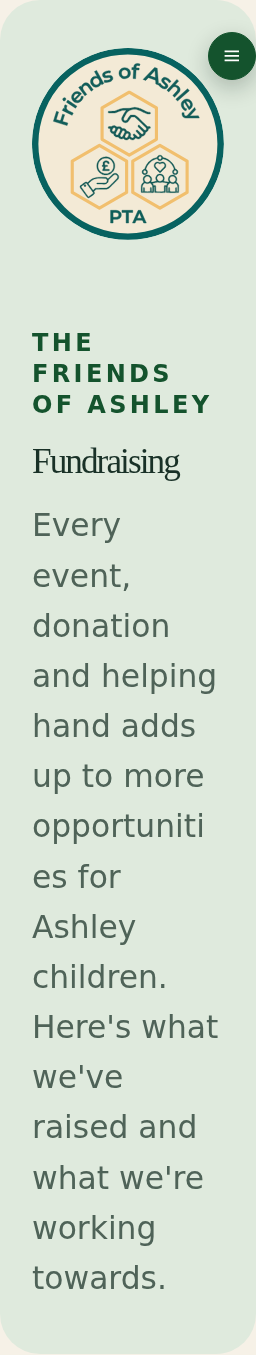 Friends of Ashley
£
PTA
THE
FRIENDS
OF ASHLEY
Fundraising
Every
event,
donation
and helping
hand adds
up to more
opportuniti
es for
Ashley
children.
Here's what
we've
raised and
what we're
working
towards.